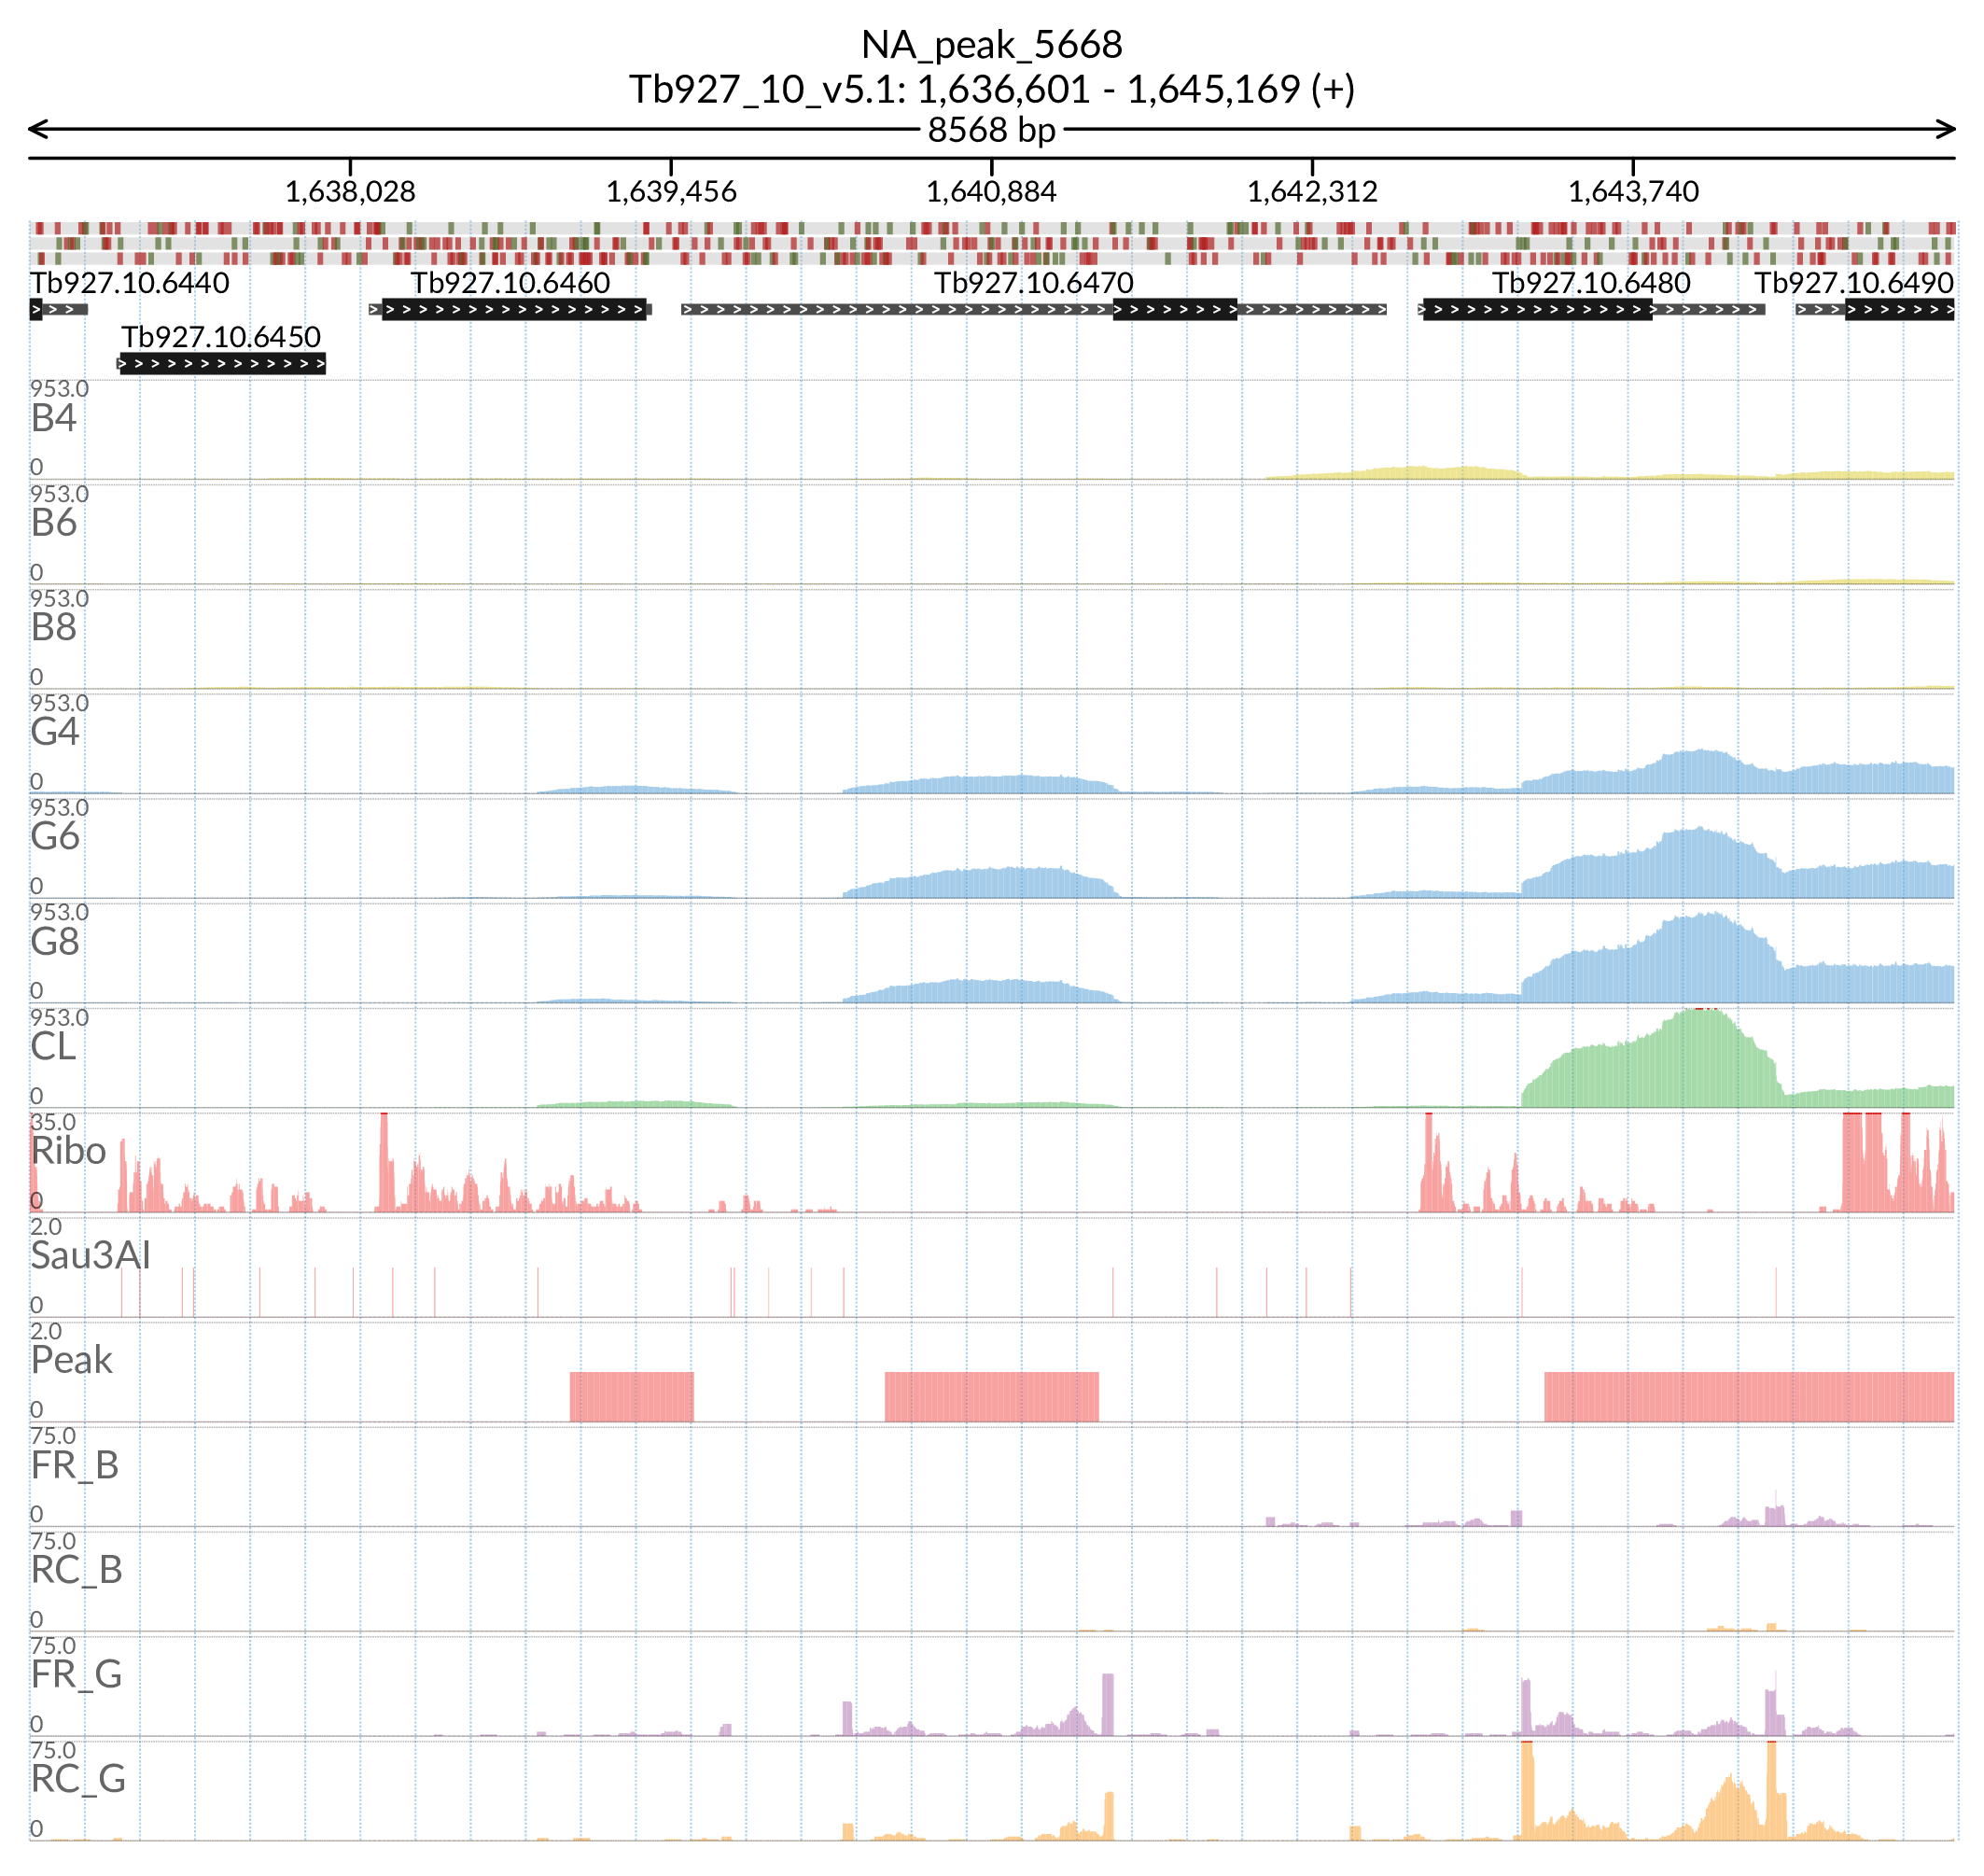 NA_peak_5668
Tb927_10_v5.1: 1,636,601 - 1,645,169 (+)
8568 bp
1,638,028 1,639,456 1,640,884 1,642,312 1,643,740
Tb927.10.6440 Tb927.10.6460 Tb927.10.6470 Tb927.10.6480 Tb927.10.6490
Tb927.10.6450
953.0
B4
0
953.0
B6
0
953.0
B8
0
953.0
G4
0
953.0
G6
0
953.0
G8
0
953.0
CL
0
35.0
Ribo
0
2.0
Sau3AI
0
2.0
Peak
0
75.0
FR_B
0
75.0
RC_B
0
75.0
FR_G
0
75.0
RC_G
0